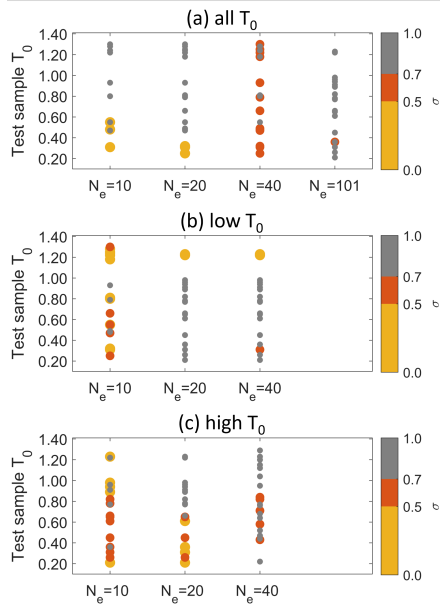 (a) all T₀
Test sample T₀
1.40
1.20
1.00
0.80
0.60
0.40
0.20
Nₑ=10
Nₑ=20
Nₑ=40
Nₑ=101
1.0
0.7
0.5
0.0
σ
(b) low T₀
Test sample T₀
1.40
1.20
1.00
0.80
0.60
0.40
0.20
Nₑ=10
Nₑ=20
Nₑ=40
1.0
0.7
0.5
0.0
σ
(c) high T₀
Test sample T₀
1.40
1.20
1.00
0.80
0.60
0.40
0.20
Nₑ=10
Nₑ=20
Nₑ=40
1.0
0.7
0.5
0.0
σ